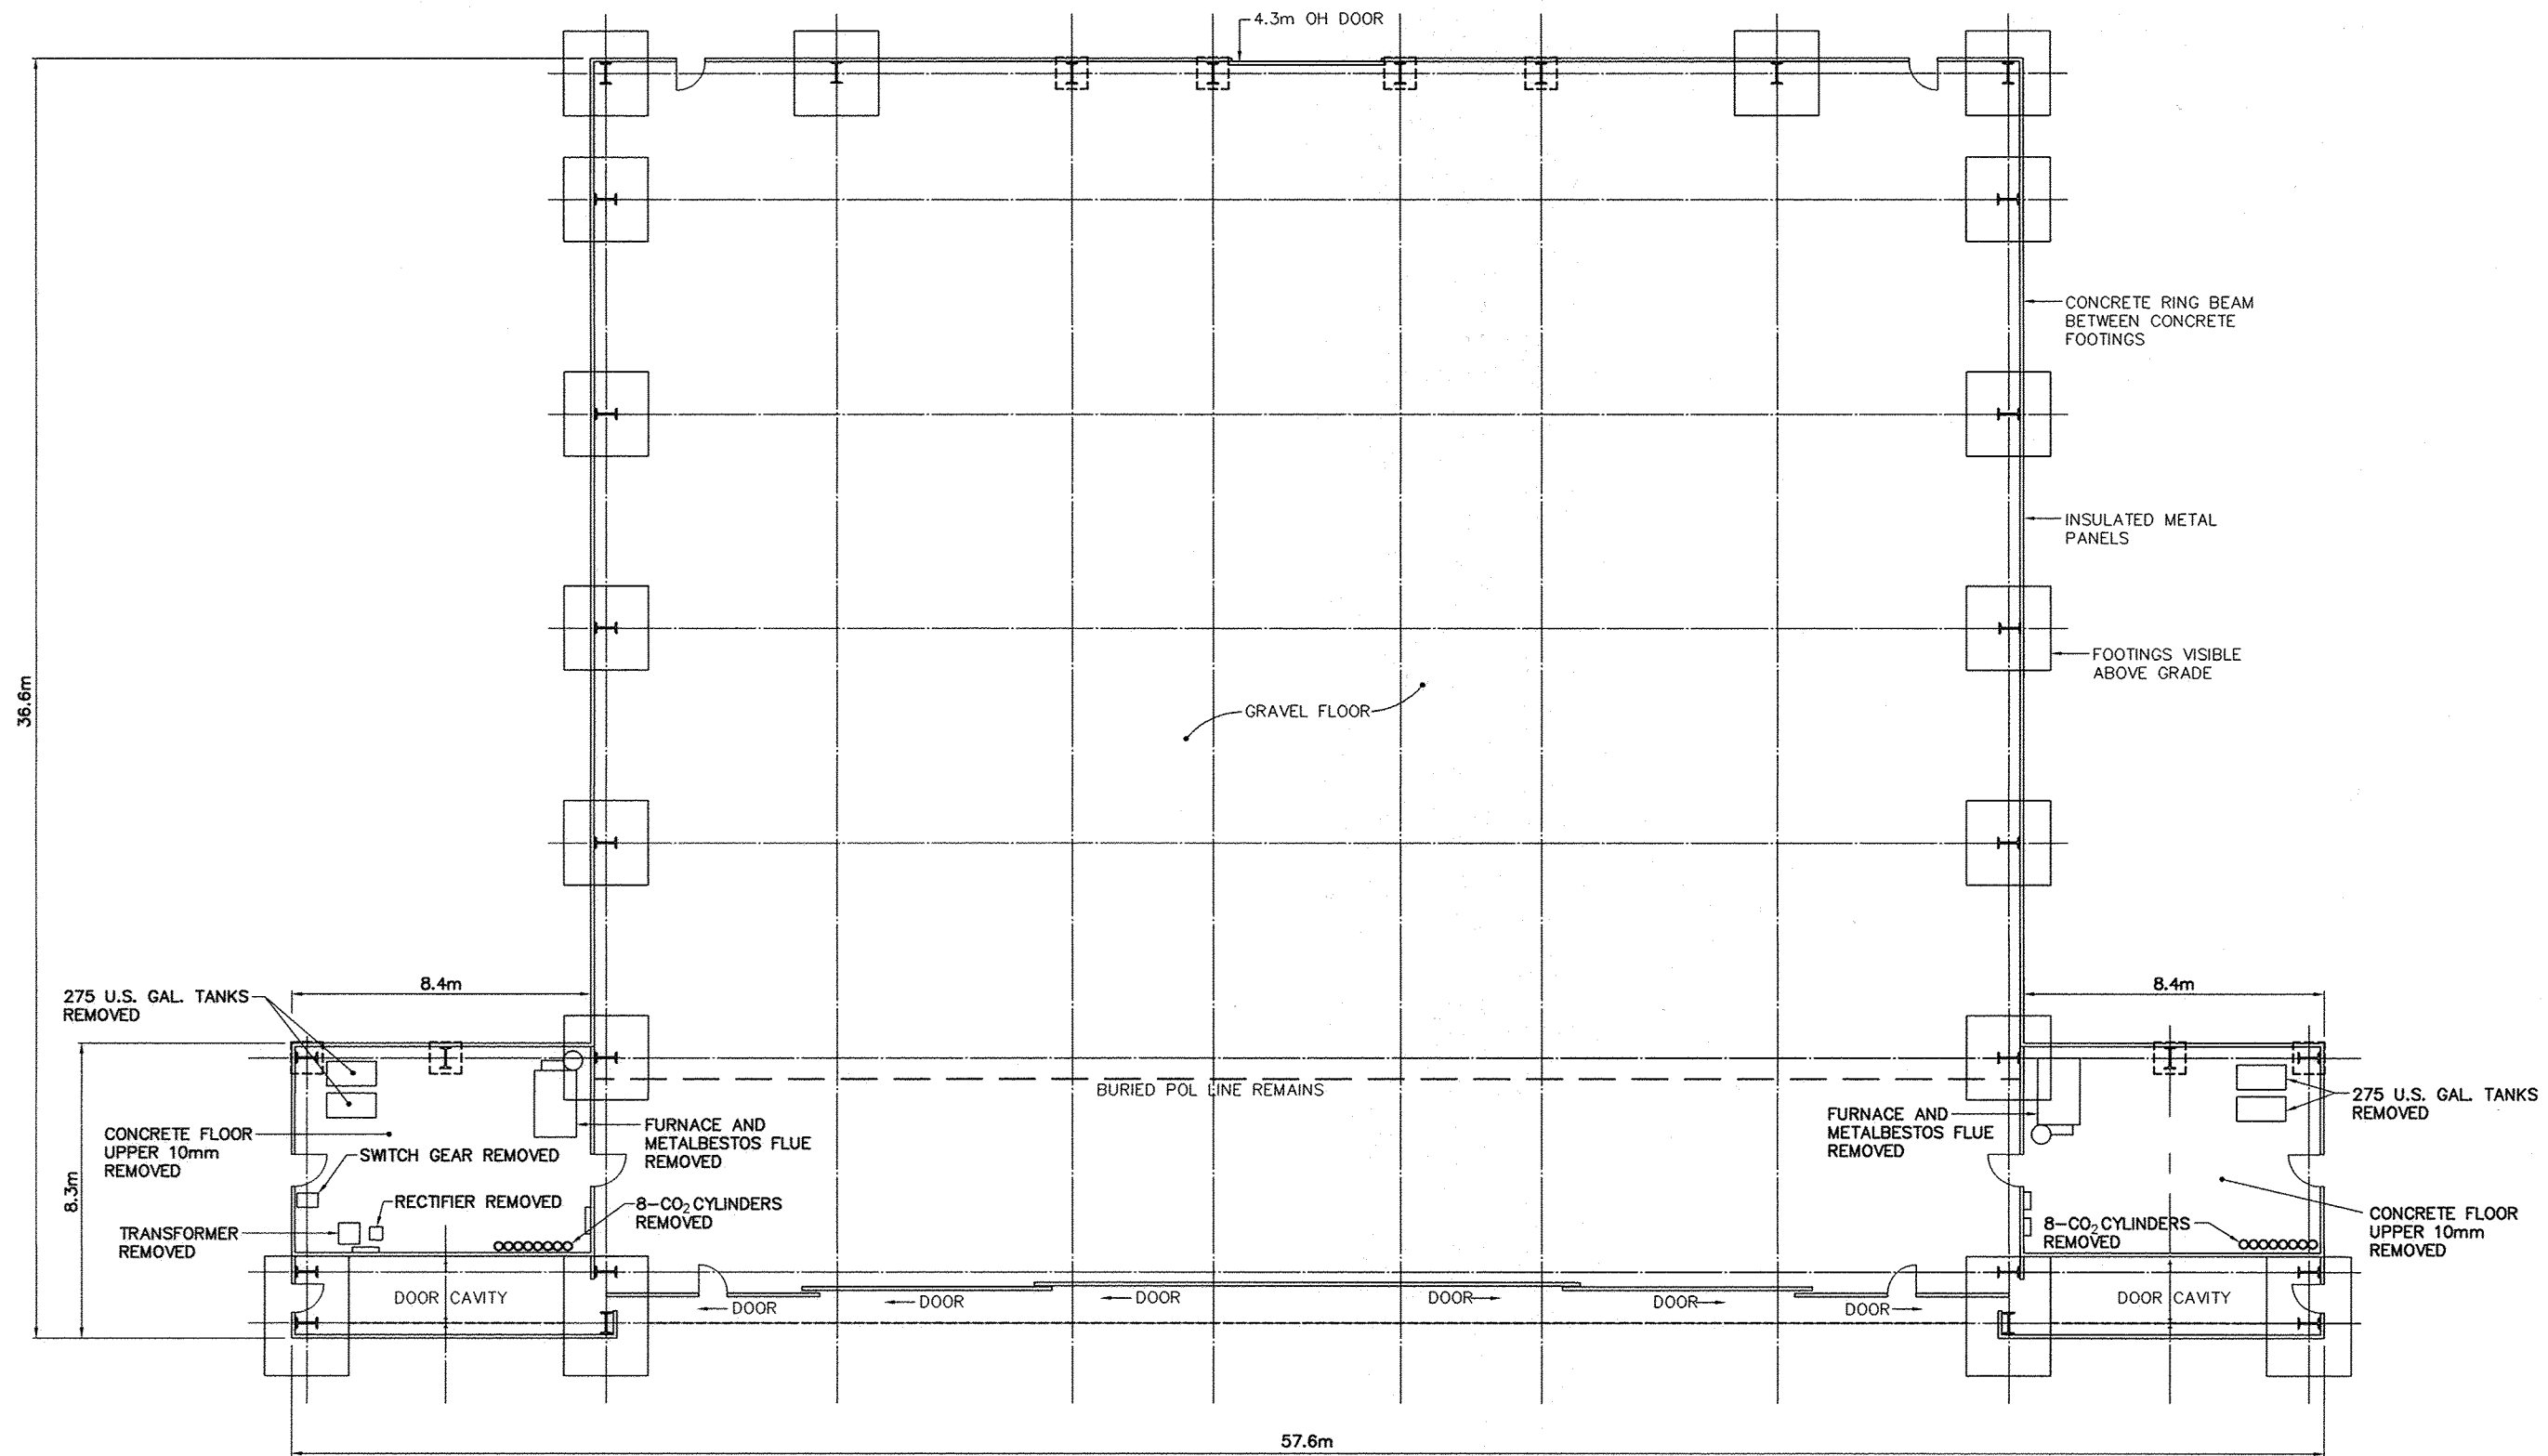 4.3m OH DOOR
CONCRETE RING BEAM
BETWEEN CONCRETE
FOOTINGS
INSULATED METAL
PANELS
FOOTINGS VISIBLE
ABOVE GRADE
36.6m
GRAVEL FLOOR
8.4m
8.4m
275 U.S. GAL. TANKS
REMOVED
BURIED POL LINE REMAINS
275 U.S. GAL. TANKS
REMOVED
FURNACE AND
METALBESTOS FLUE
REMOVED
FURNACE AND
METALBESTOS FLUE
REMOVED
CONCRETE FLOOR
UPPER 10mm
REMOVED
SWITCH GEAR REMOVED
8.3m
RECTIFIER REMOVED
8-CO₂ CYLINDERS
REMOVED
TRANSFORMER
REMOVED
8-CO₂ CYLINDERS
REMOVED
CONCRETE FLOOR
UPPER 10mm
REMOVED
DOOR CAVITY
DOOR
DOOR
DOOR
DOOR
DOOR
DOOR
DOOR CAVITY
57.6m